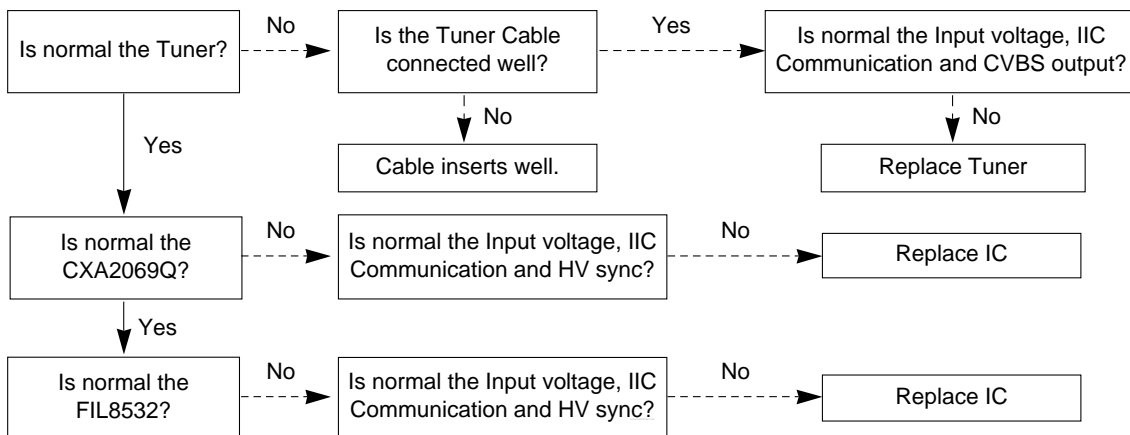 Is normal the Tuner?
No
Is the Tuner Cable
connected well?
Yes
Is normal the Input voltage, IIC
Communication and CVBS output?
Yes
No
No
Cable inserts well.
Replace Tuner
Is normal the
CXA2069Q?
No
Is normal the Input voltage, IIC
Communication and HV sync?
No
Replace IC
Yes
Is normal the
FIL8532?
No
Is normal the Input voltage, IIC
Communication and HV sync?
No
Replace IC